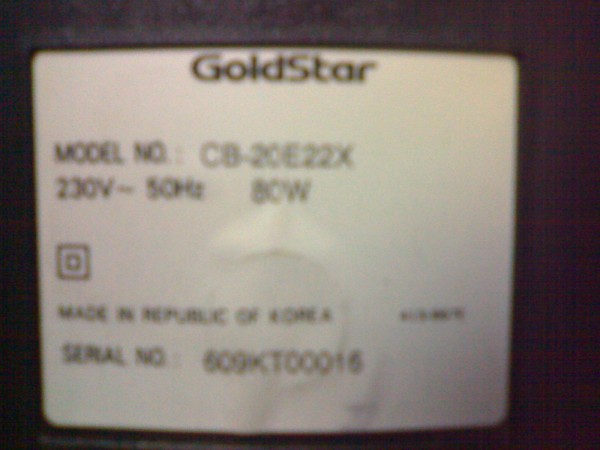 GoldStar
MODEL NO.: CB-20E22X
230V~ 50Hz 80W
MADE IN REPUBLIC OF KOREA
SERIAL NO.: 609KT00016